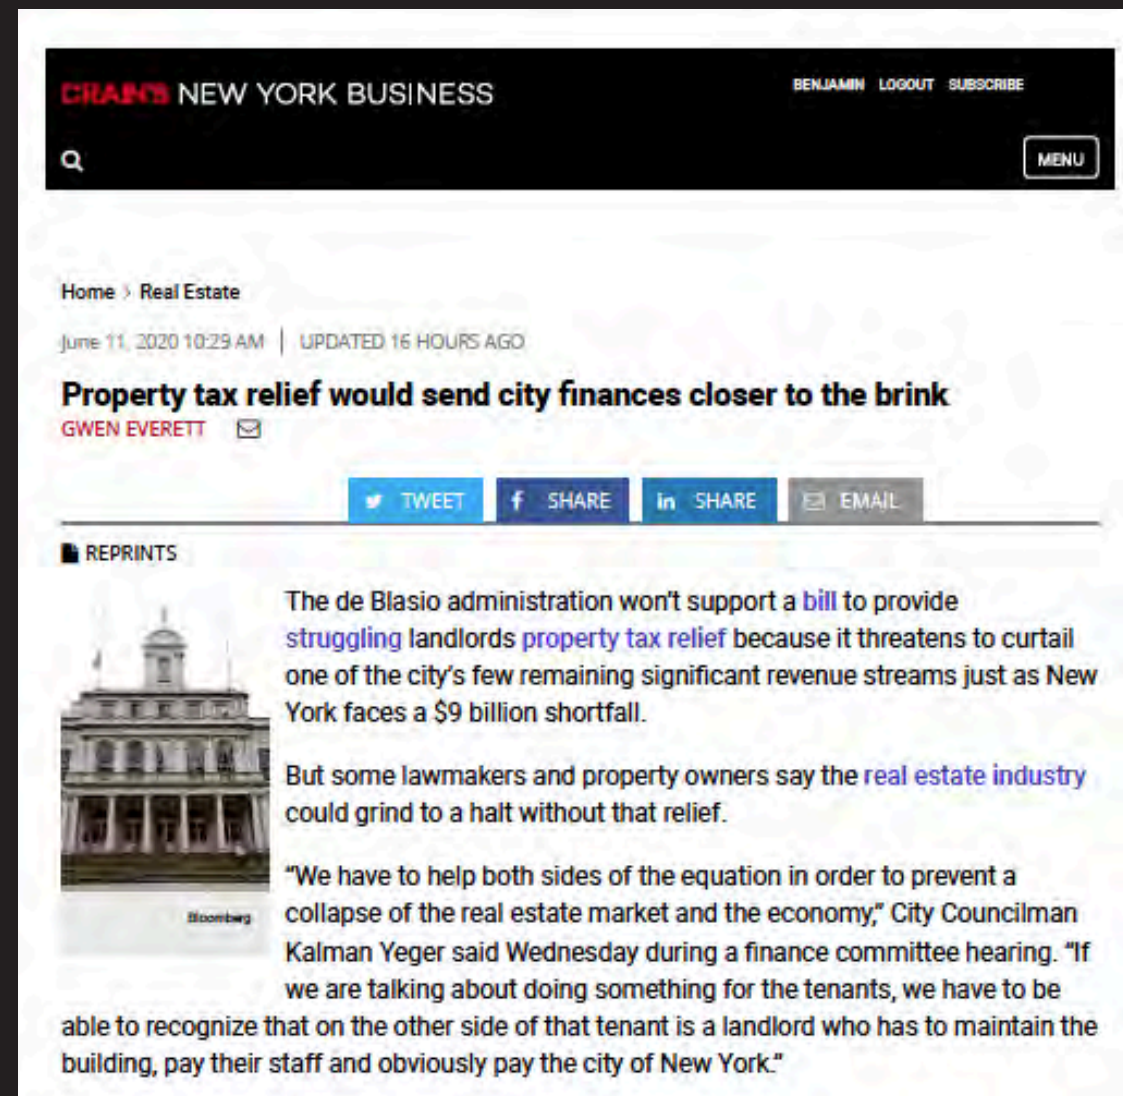 CRAIN'S NEW YORK BUSINESS
BENJAMIN LOGOUT SUBSCRIBE
MENU
Home > Real Estate
June 11, 2020 10:29 AM | UPDATED 16 HOURS AGO
Property tax relief would send city finances closer to the brink
GWEN EVERETT
TWEET
f SHARE
in SHARE
EMAIL
REPRINTS
The de Blasio administration won't support a bill to provide
struggling landlords property tax relief because it threatens to curtail
one of the city's few remaining significant revenue streams just as New
York faces a $9 billion shortfall.
But some lawmakers and property owners say the real estate industry
could grind to a halt without that relief.
Bloomberg
“We have to help both sides of the equation in order to prevent a
collapse of the real estate market and the economy,” City Councilman
Kalman Yeger said Wednesday during a finance committee hearing. “If
we are talking about doing something for the tenants, we have to be
able to recognize that on the other side of that tenant is a landlord who has to maintain the
building, pay their staff and obviously pay the city of New York.”